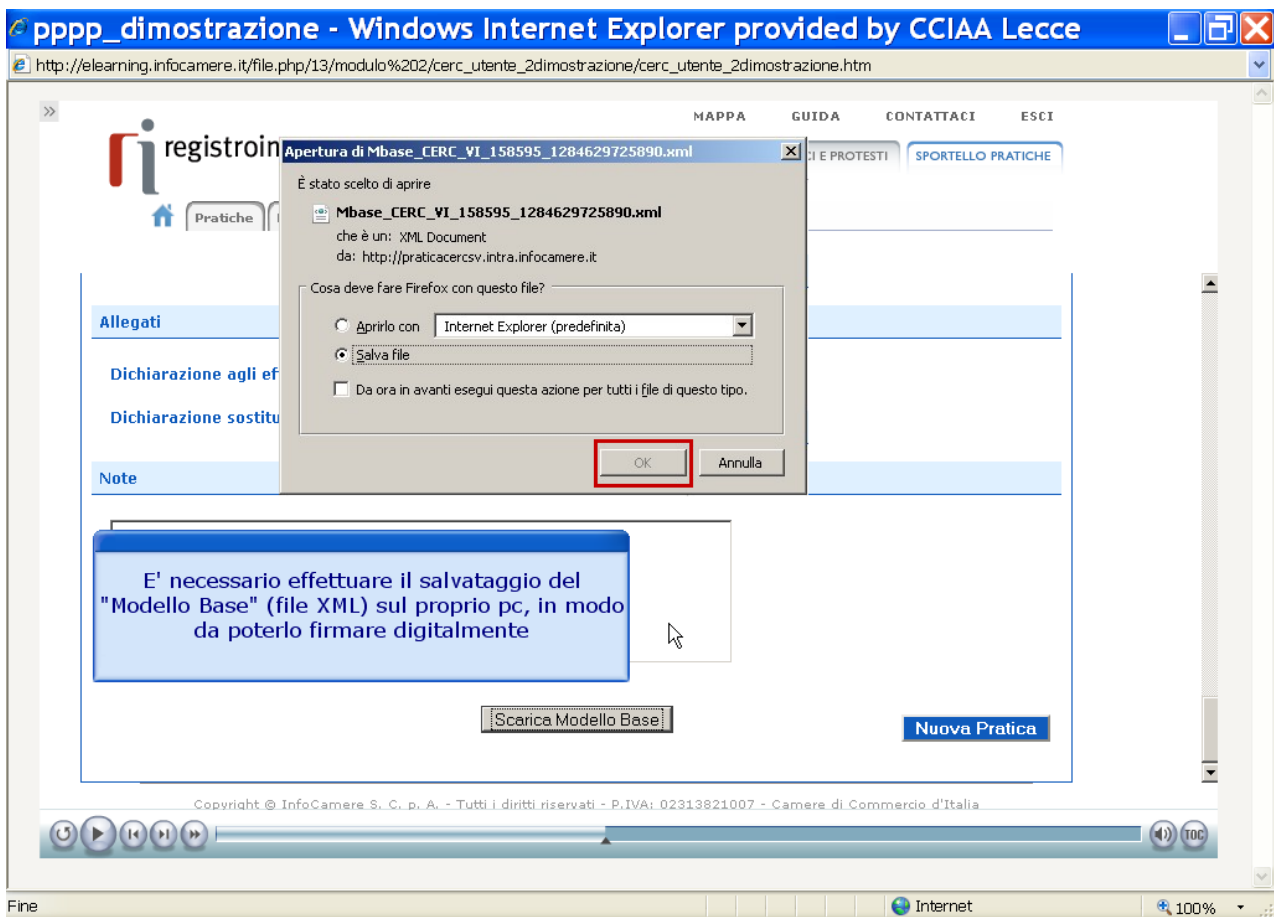 pppp_dimostrazione - Windows Internet Explorer provided by CCIAA Lecce
http://elearning.infocamere.it/file.php/13/modulo%202/cerc_utente_2dimostrazione/cerc_utente_2dimostrazione.htm
MAPPA GUIDA CONTATTACI ESCI
registroin
CI E PROTESTI SPORTELLO PRATICHE
Pratiche
Apertura di Mbase_CERC_VI_158595_1284629725890.xml
È stato scelto di aprire
Mbase_CERC_VI_158595_1284629725890.xml
che è un: XML Document
da: http://praticacercsv.intra.infocamere.it
Cosa deve fare Firefox con questo file?
Aprirlo con Internet Explorer (predefinita)
Salva file
Da ora in avanti esegui questa azione per tutti i file di questo tipo.
OK Annulla
Allegati
Dichiarazione agli ef
Dichiarazione sostitu
Note
E' necessario effettuare il salvataggio del
"Modello Base" (file XML) sul proprio pc, in modo
da poterlo firmare digitalmente
Scarica Modello Base
Nuova Pratica
Copyright © InfoCamere S. C. p. A. - Tutti i diritti riservati - P.IVA: 02313821007 - Camere di Commercio d'Italia
TOC
Fine Internet 100%